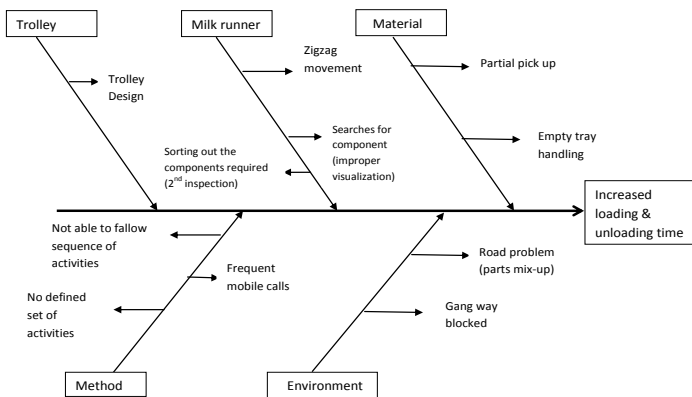 Trolley
Milk runner
Material
Zigzag
movement
Partial pick up
Trolley
Design
Searches for
component
(improper
visualization)
Empty tray
handling
Sorting out the
components required
(2nd inspection)
Increased
loading &
unloading time
Not able to fallow
sequence of
activities
Frequent
mobile calls
Road problem
(parts mix-up)
No defined
set of
activities
Gang way
blocked
Method
Environment